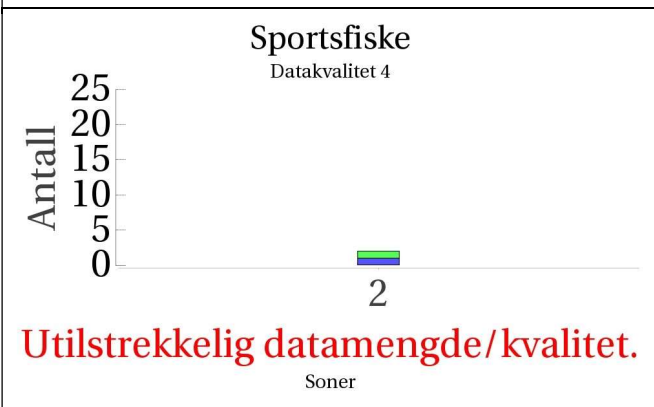 Sportsfiske
Datakvalitet 4
Antall
25
20
15
10
5
0
2
Utilstrekkelig datamengde/kvalitet.
Soner